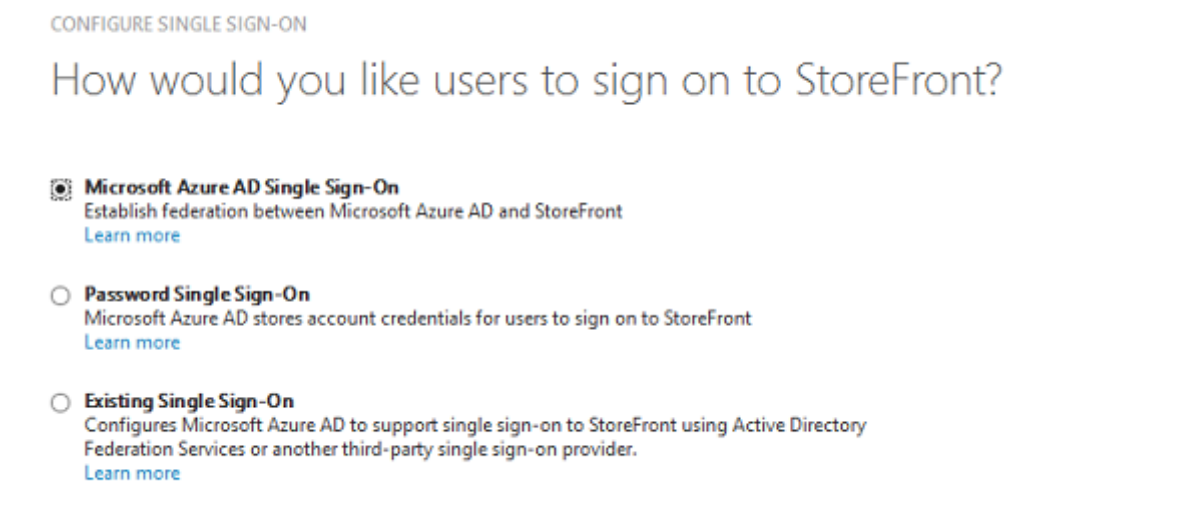 CONFIGURE SINGLE SIGN-ON
How would you like users to sign on to StoreFront?
Microsoft Azure AD Single Sign-On
Establish federation between Microsoft Azure AD and StoreFront
Learn more
Password Single Sign-On
Microsoft Azure AD stores account credentials for users to sign on to StoreFront
Learn more
Existing Single Sign-On
Configures Microsoft Azure AD to support single sign-on to StoreFront using Active Directory
Federation Services or another third-party single sign-on provider.
Learn more